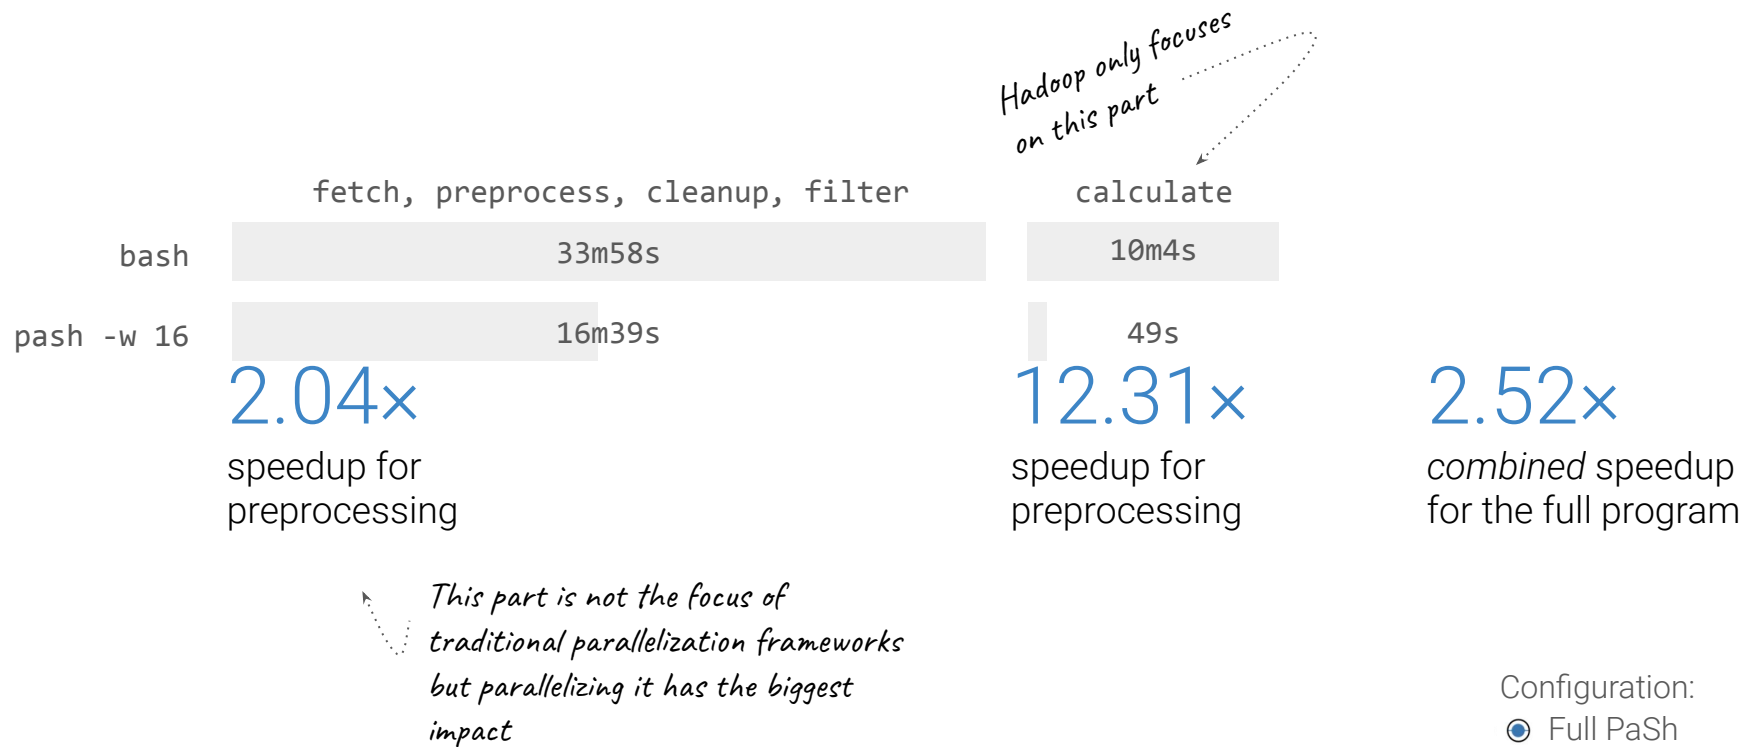 Hadoop only focuses
on this part
fetch, preprocess, cleanup, filter
calculate
bash
33m58s
10m4s
pash -w 16
16m39s
49s
2.04×
12.31×
2.52×
speedup for
preprocessing
speedup for
preprocessing
combined speedup
for the full program
This part is not the focus of
traditional parallelization frameworks
but parallelizing it has the biggest
impact
Configuration:
Full PaSh